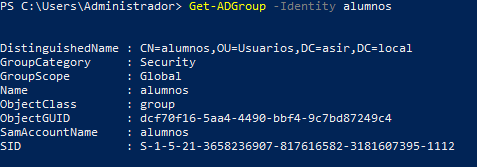 PS C:\Users\Administrador> Get-ADGroup -Identity alumnos
DistinguishedName : CN=alumnos,OU=Usuarios,DC=asir,DC=local
GroupCategory     : Security
GroupScope        : Global
Name              : alumnos
ObjectClass       : group
ObjectGUID        : dcf70f16-5aa4-4490-bbf4-9c7bd87249c4
SamAccountName    : alumnos
SID               : S-1-5-21-3658236907-817616582-3181607395-1112